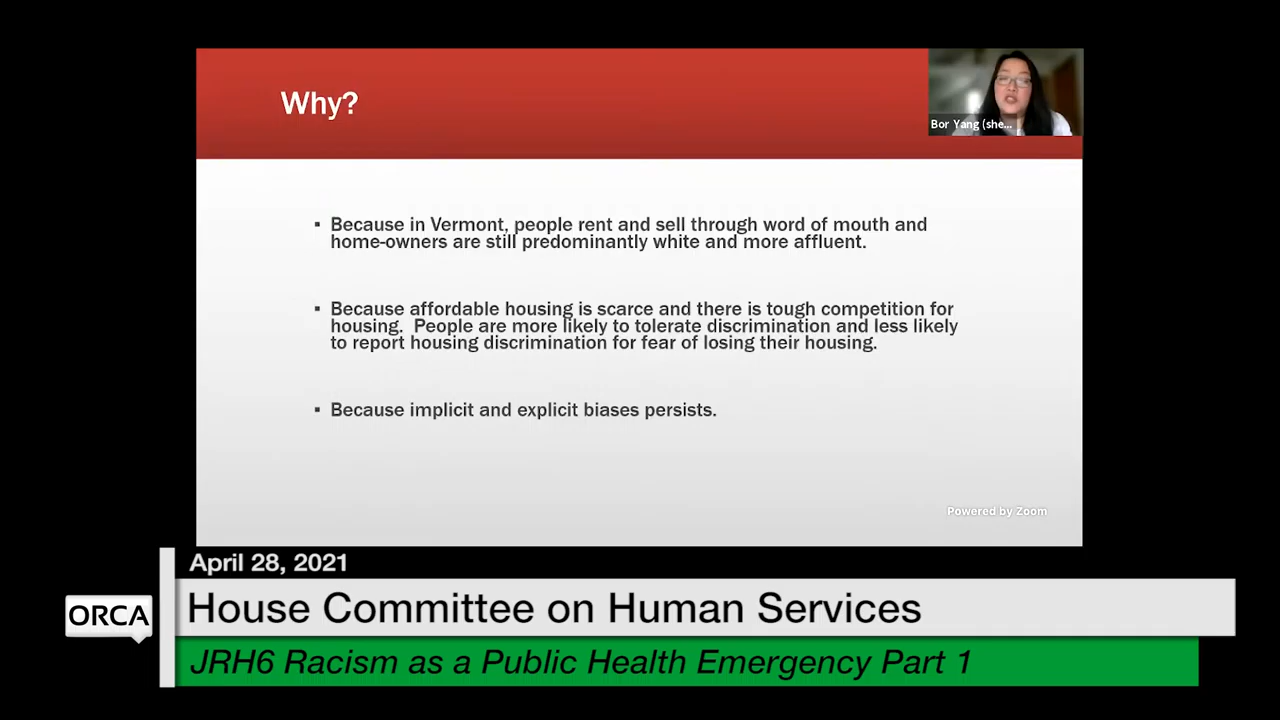 Why?
Bor Yang (she...
▪ Because in Vermont, people rent and sell through word of mouth and
home-owners are still predominantly white and more affluent.
▪ Because affordable housing is scarce and there is tough competition for
housing.  People are more likely to tolerate discrimination and less likely
to report housing discrimination for fear of losing their housing.
▪ Because implicit and explicit biases persists.
Powered by Zoom
April 28, 2021
ORCA
House Committee on Human Services
JRH6 Racism as a Public Health Emergency Part 1